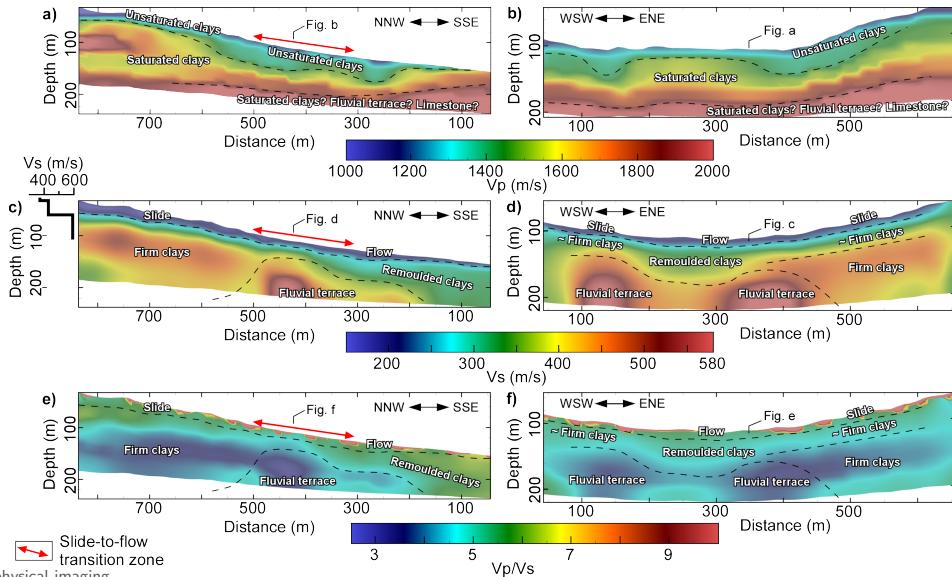 a)
Unsaturated clays
Fig. b
NNW SSE
Unsaturated clays
Saturated clays
Saturated clays? Fluvial terrace? Limestone?
Depth (m)
100
200
700 500 300 100
Distance (m)
b)
WSW ENE
Fig. a
Unsaturated clays
Saturated clays
Saturated clays? Fluvial terrace? Limestone?
Depth (m)
100
200
100 300 500
Distance (m)
1000 1200 1400 1600 1800 2000
Vp (m/s)
Vs (m/s)
400 600
c)
Slide
Fig. d
NNW SSE
Flow
Firm clays
Remoulded clays
Fluvial terrace
Depth (m)
100
200
700 500 300 100
Distance (m)
d)
WSW ENE
Fig. c
Slide
Slide
~ Firm clays
Flow
~ Firm clays
Remoulded clays
Firm clays
Fluvial terrace
Fluvial terrace
Depth (m)
100
200
100 300 500
Distance (m)
200 300 400 500 580
Vs (m/s)
e)
Slide
Fig. f
NNW SSE
Flow
Firm clays
Remoulded clays
Fluvial terrace
Depth (m)
100
200
700 500 300 100
Distance (m)
f)
WSW ENE
Fig. e
Slide
~ Firm clays
Flow
~ Firm clays
Remoulded clays
Firm clays
Fluvial terrace
Fluvial terrace
Depth (m)
100
200
100 300 500
Distance (m)
3 5 7 9
Vp/Vs
Slide-to-flow
transition zone